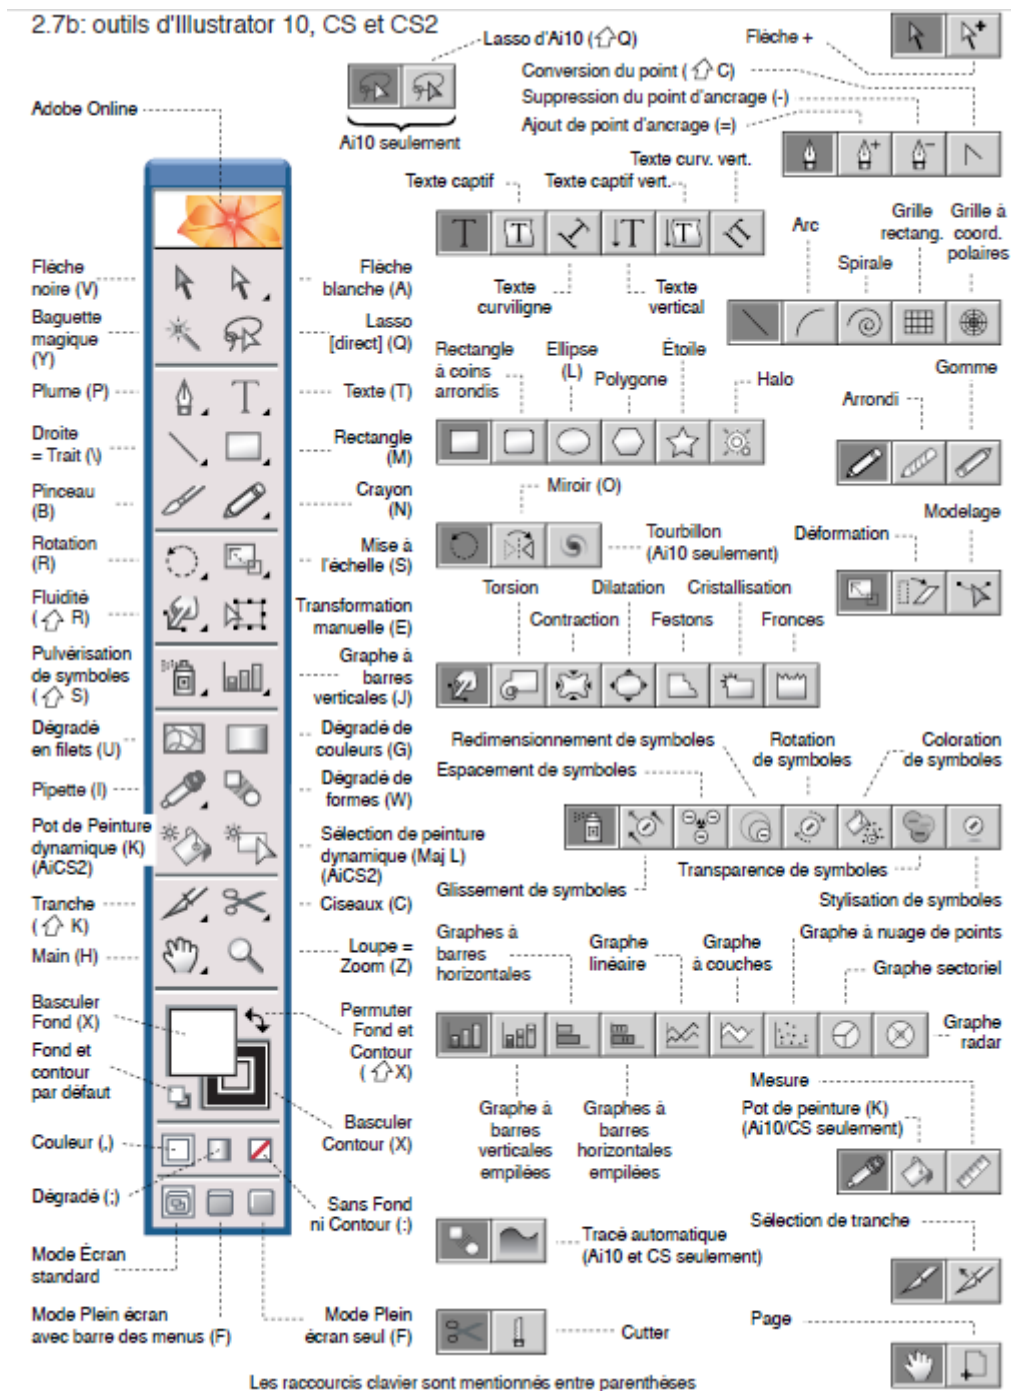 2.7b: outils d'Illustrator 10, CS et CS2
Lasso d'Ai10 (⇧Q)
Flèche +
Conversion du point (⇧ C)
Suppression du point d'ancrage (-)
Ajout de point d'ancrage (=)
Adobe Online
Ai10 seulement
Texte curv. vert.
Texte captif
Texte captif vert.
Arc
Grille
rectang.
Grille à
coord.
polaires
Spirale
Texte
curviligne
Texte
vertical
Flèche
noire (V)
Flèche
blanche (A)
Baguette
magique
(Y)
Lasso
[direct] (Q)
Rectangle
à coins
arrondis
Ellipse
(L)
Polygone
Étoile
Halo
Gomme
Arrondi
Plume (P)
Texte (T)
Droite
= Trait (\)
Rectangle
(M)
Pinceau
(B)
Crayon
(N)
Miroir (O)
Tourbillon
(Ai10 seulement)
Modelage
Déformation
Rotation
(R)
Mise à
l'échelle (S)
Fluidité
(⇧ R)
Transformation
manuelle (E)
Torsion
Dilatation
Cristallisation
Contraction
Festons
Fronces
Pulvérisation
de symboles
(⇧ S)
Graphe à
barres
verticales (J)
Dégradé
en filets (U)
Dégradé de
couleurs (G)
Redimensionnement de symboles
Espacement de symboles
Rotation
de symboles
Coloration
de symboles
Pipette (I)
Dégradé de
formes (W)
Pot de Peinture
dynamique (K)
(AiCS2)
Sélection de peinture
dynamique (Maj L)
(AiCS2)
Transparence de symboles
Glissement de symboles
Stylisation de symboles
Tranche
(⇧ K)
Ciseaux (C)
Main (H)
Loupe =
Zoom (Z)
Graphes à
barres
horizontales
Graphe
linéaire
Graphe
à couches
Graphe à nuage de points
Graphe sectoriel
Graphe
radar
Basculer
Fond (X)
Permuter
Fond et
Contour
(⇧X)
Fond et
contour
par défaut
Basculer
Contour (X)
Graphe à
barres
verticales
empilées
Graphes à
barres
horizontales
empilées
Mesure
Pot de peinture (K)
(Ai10/CS seulement)
Couleur (,)
Dégradé (;)
Sans Fond
ni Contour (:)
Tracé automatique
(Ai10 et CS seulement)
Sélection de tranche
Mode Écran
standard
Mode Plein écran
avec barre des menus (F)
Mode Plein
écran seul (F)
Cutter
Page
Les raccourcis clavier sont mentionnés entre parenthèses